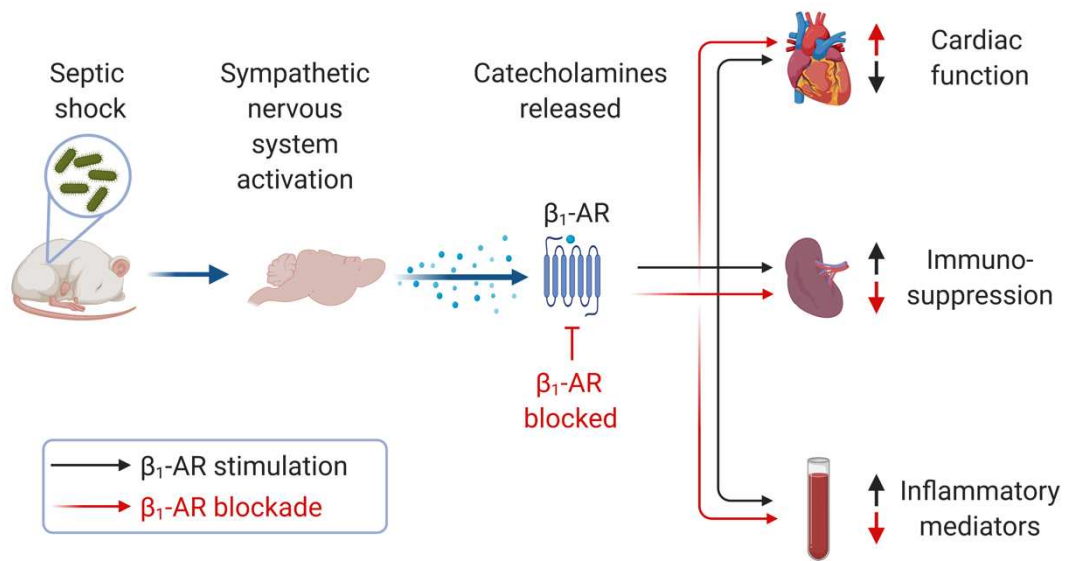 Septic
shock
Sympathetic
nervous
system
activation
Catecholamines
released
β₁-AR
β₁-AR
blocked
Cardiac
function
Immuno-
suppression
Inflammatory
mediators
β₁-AR stimulation
β₁-AR blockade